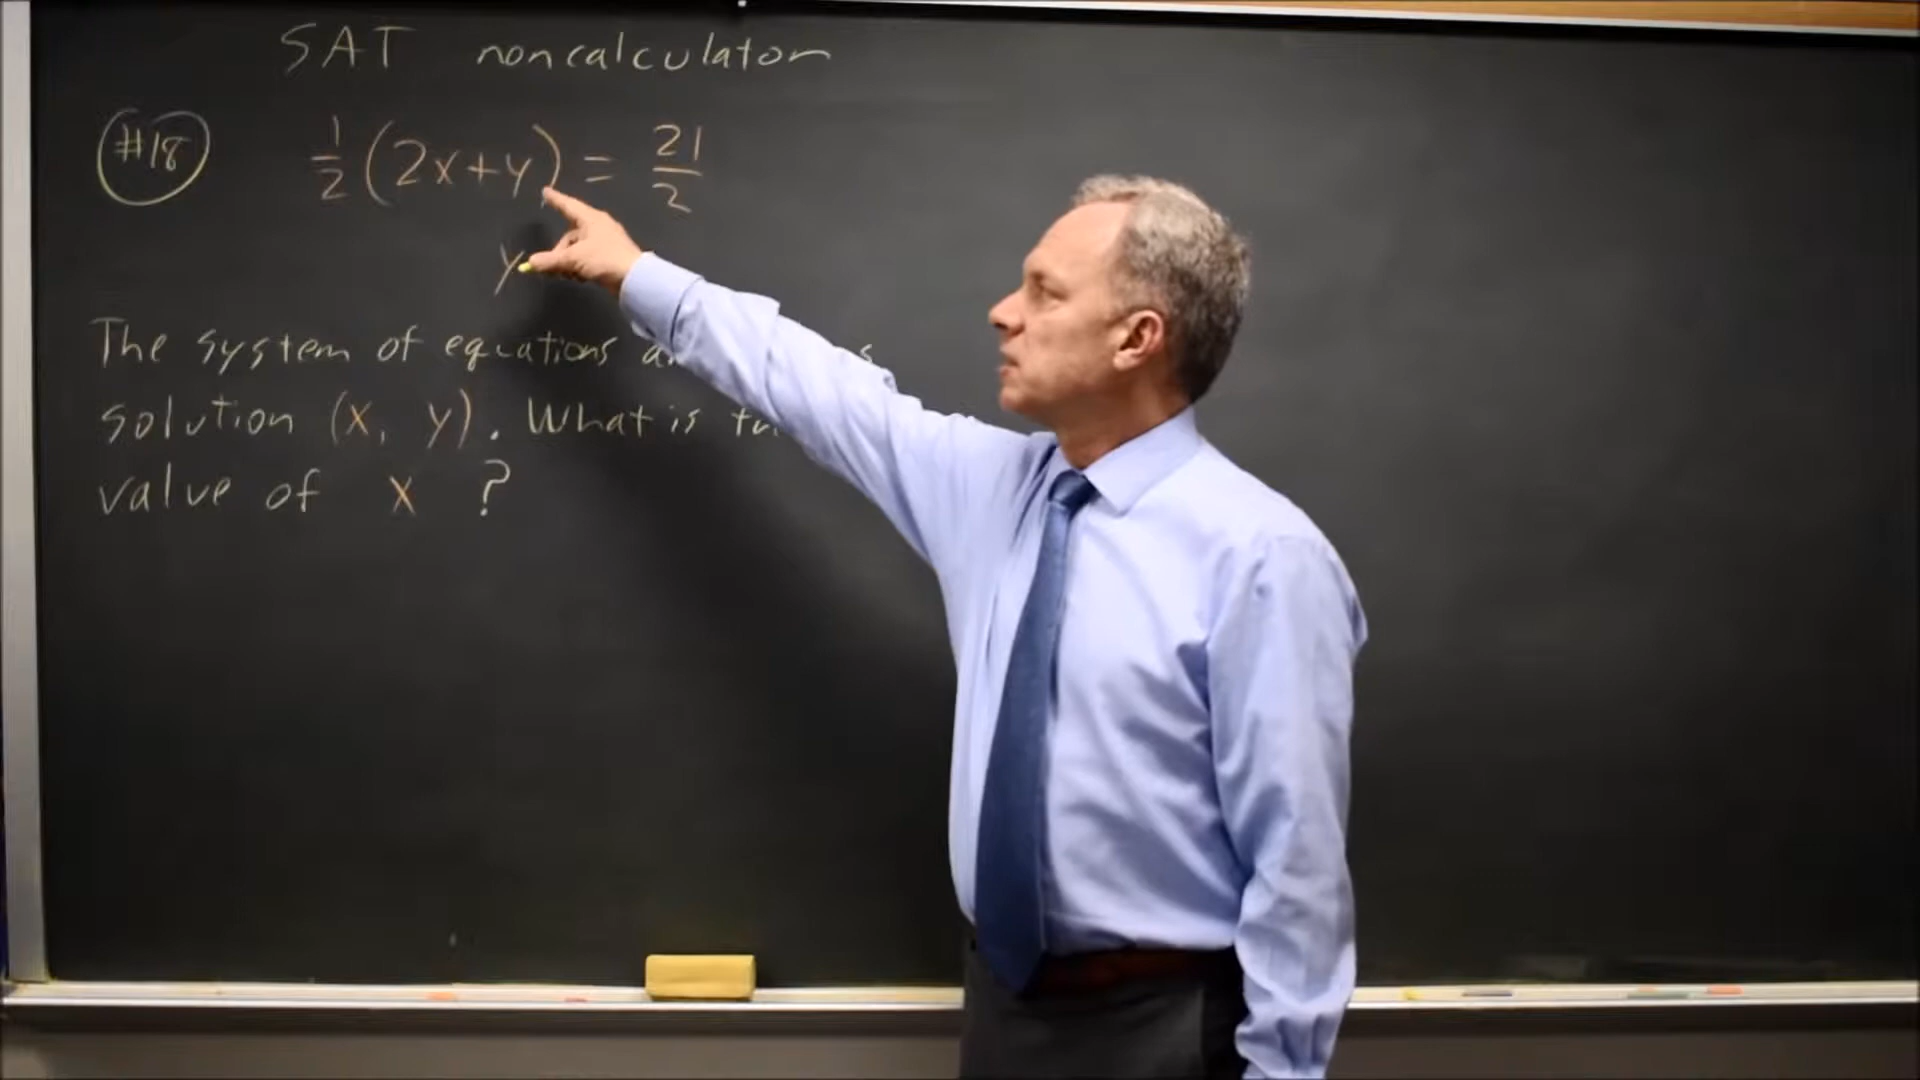 SAT noncalculator
#18 1/2 (2x+y) = 21/2
y
The system of equations
solution (x, y). What is
value of x ?